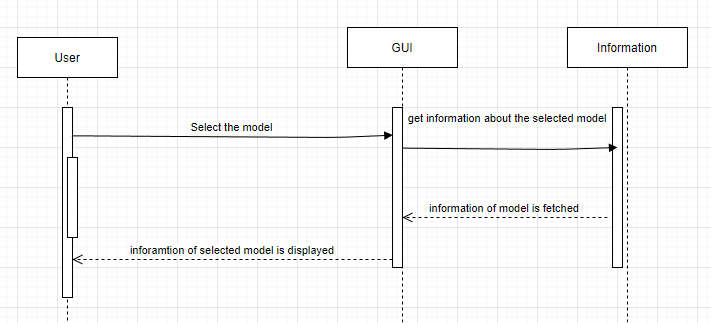 User
GUI
Information
Select the model
get information about the selected model
information of model is fetched
inforamtion of selected model is displayed